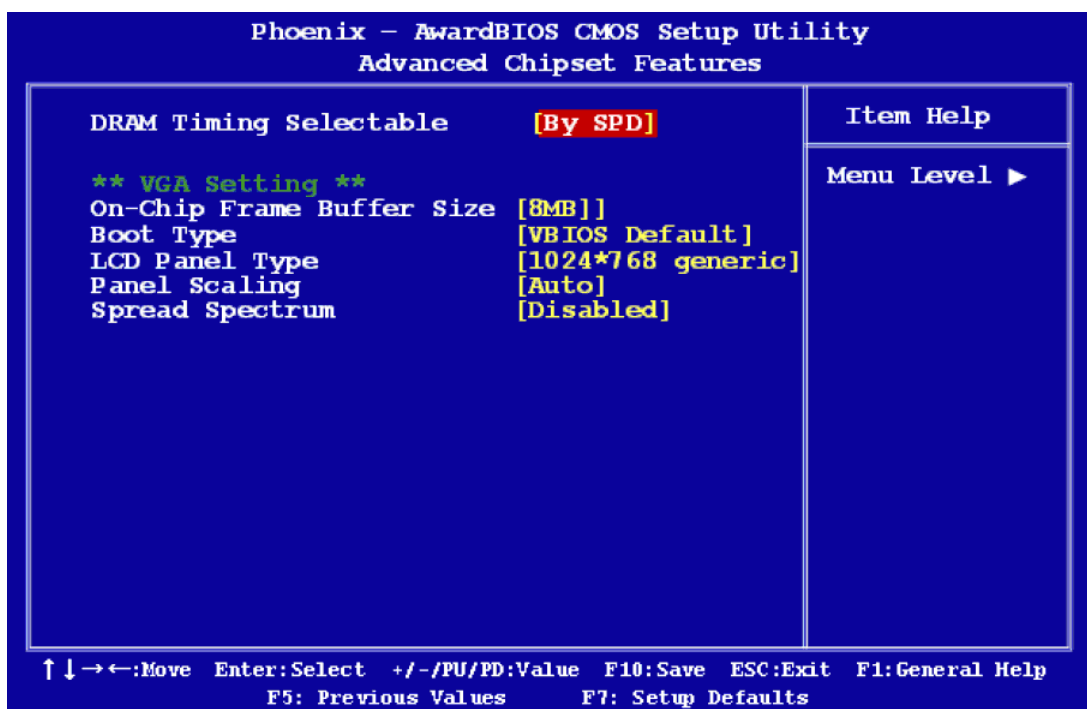 Phoenix – AwardBIOS CMOS Setup Utility
Advanced Chipset Features
DRAM Timing Selectable [By SPD]
** VGA Setting **
On-Chip Frame Buffer Size [8MB]]
Boot Type [VBIOS Default]
LCD Panel Type [1024*768 generic]
Panel Scaling [Auto]
Spread Spectrum [Disabled]
Item Help
Menu Level ▶
↑↓→←:Move Enter:Select +/-/PU/PD:Value F10:Save ESC:Exit F1:General Help
F5: Previous Values F7: Setup Defaults